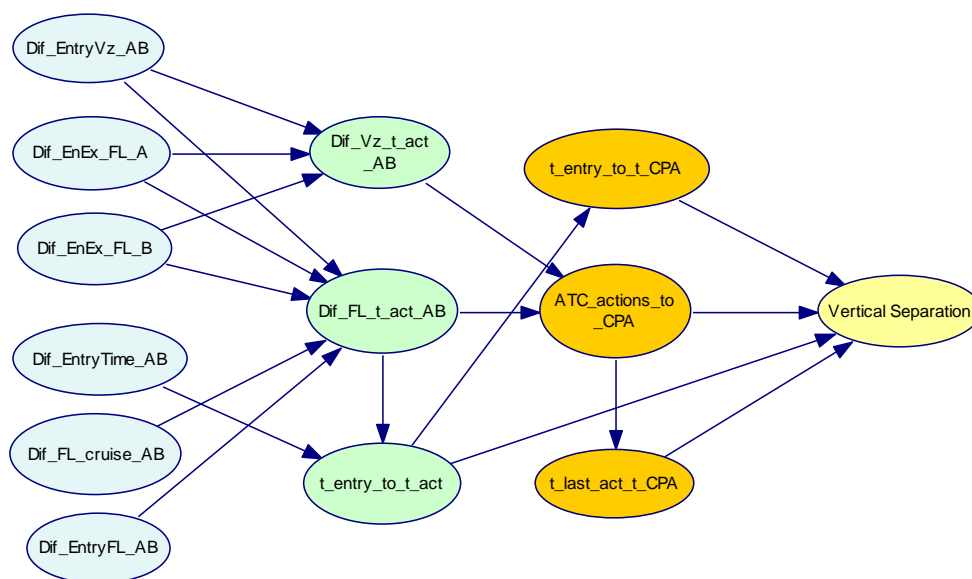 Dif_EntryVz_AB
Dif_EnEx_FL_A
Dif_EnEx_FL_B
Dif_EntryTime_AB
Dif_FL_cruise_AB
Dif_EntryFL_AB
Dif_Vz_t_act
_AB
Dif_FL_t_act_AB
t_entry_to_t_act
t_entry_to_t_CPA
ATC_actions_to
_CPA
t_last_act_t_CPA
Vertical Separation